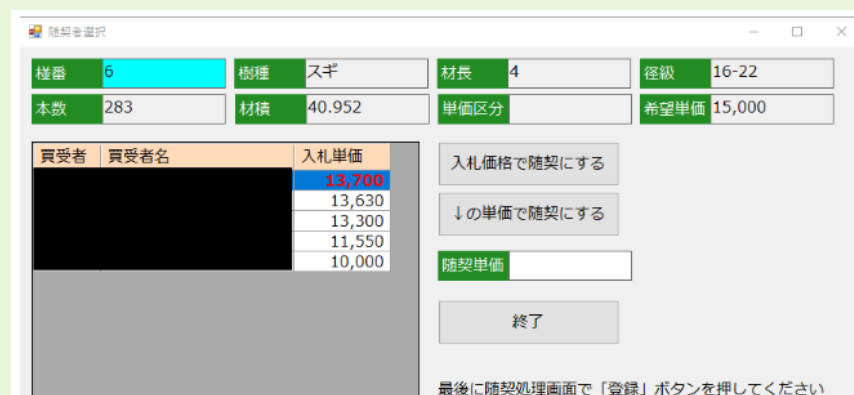 随契者選択
椪番 6 樹種 スギ 材長 4 径級 16-22
本数 283 材積 40.952 単価区分 希望単価 15,000
買受者 買受者名 入札単価
13,700
13,630
13,300
11,550
10,000
入札価格で随契にする
↓の単価で随契にする
随契単価
終了
最後に随契処理画面で「登録」ボタンを押してください